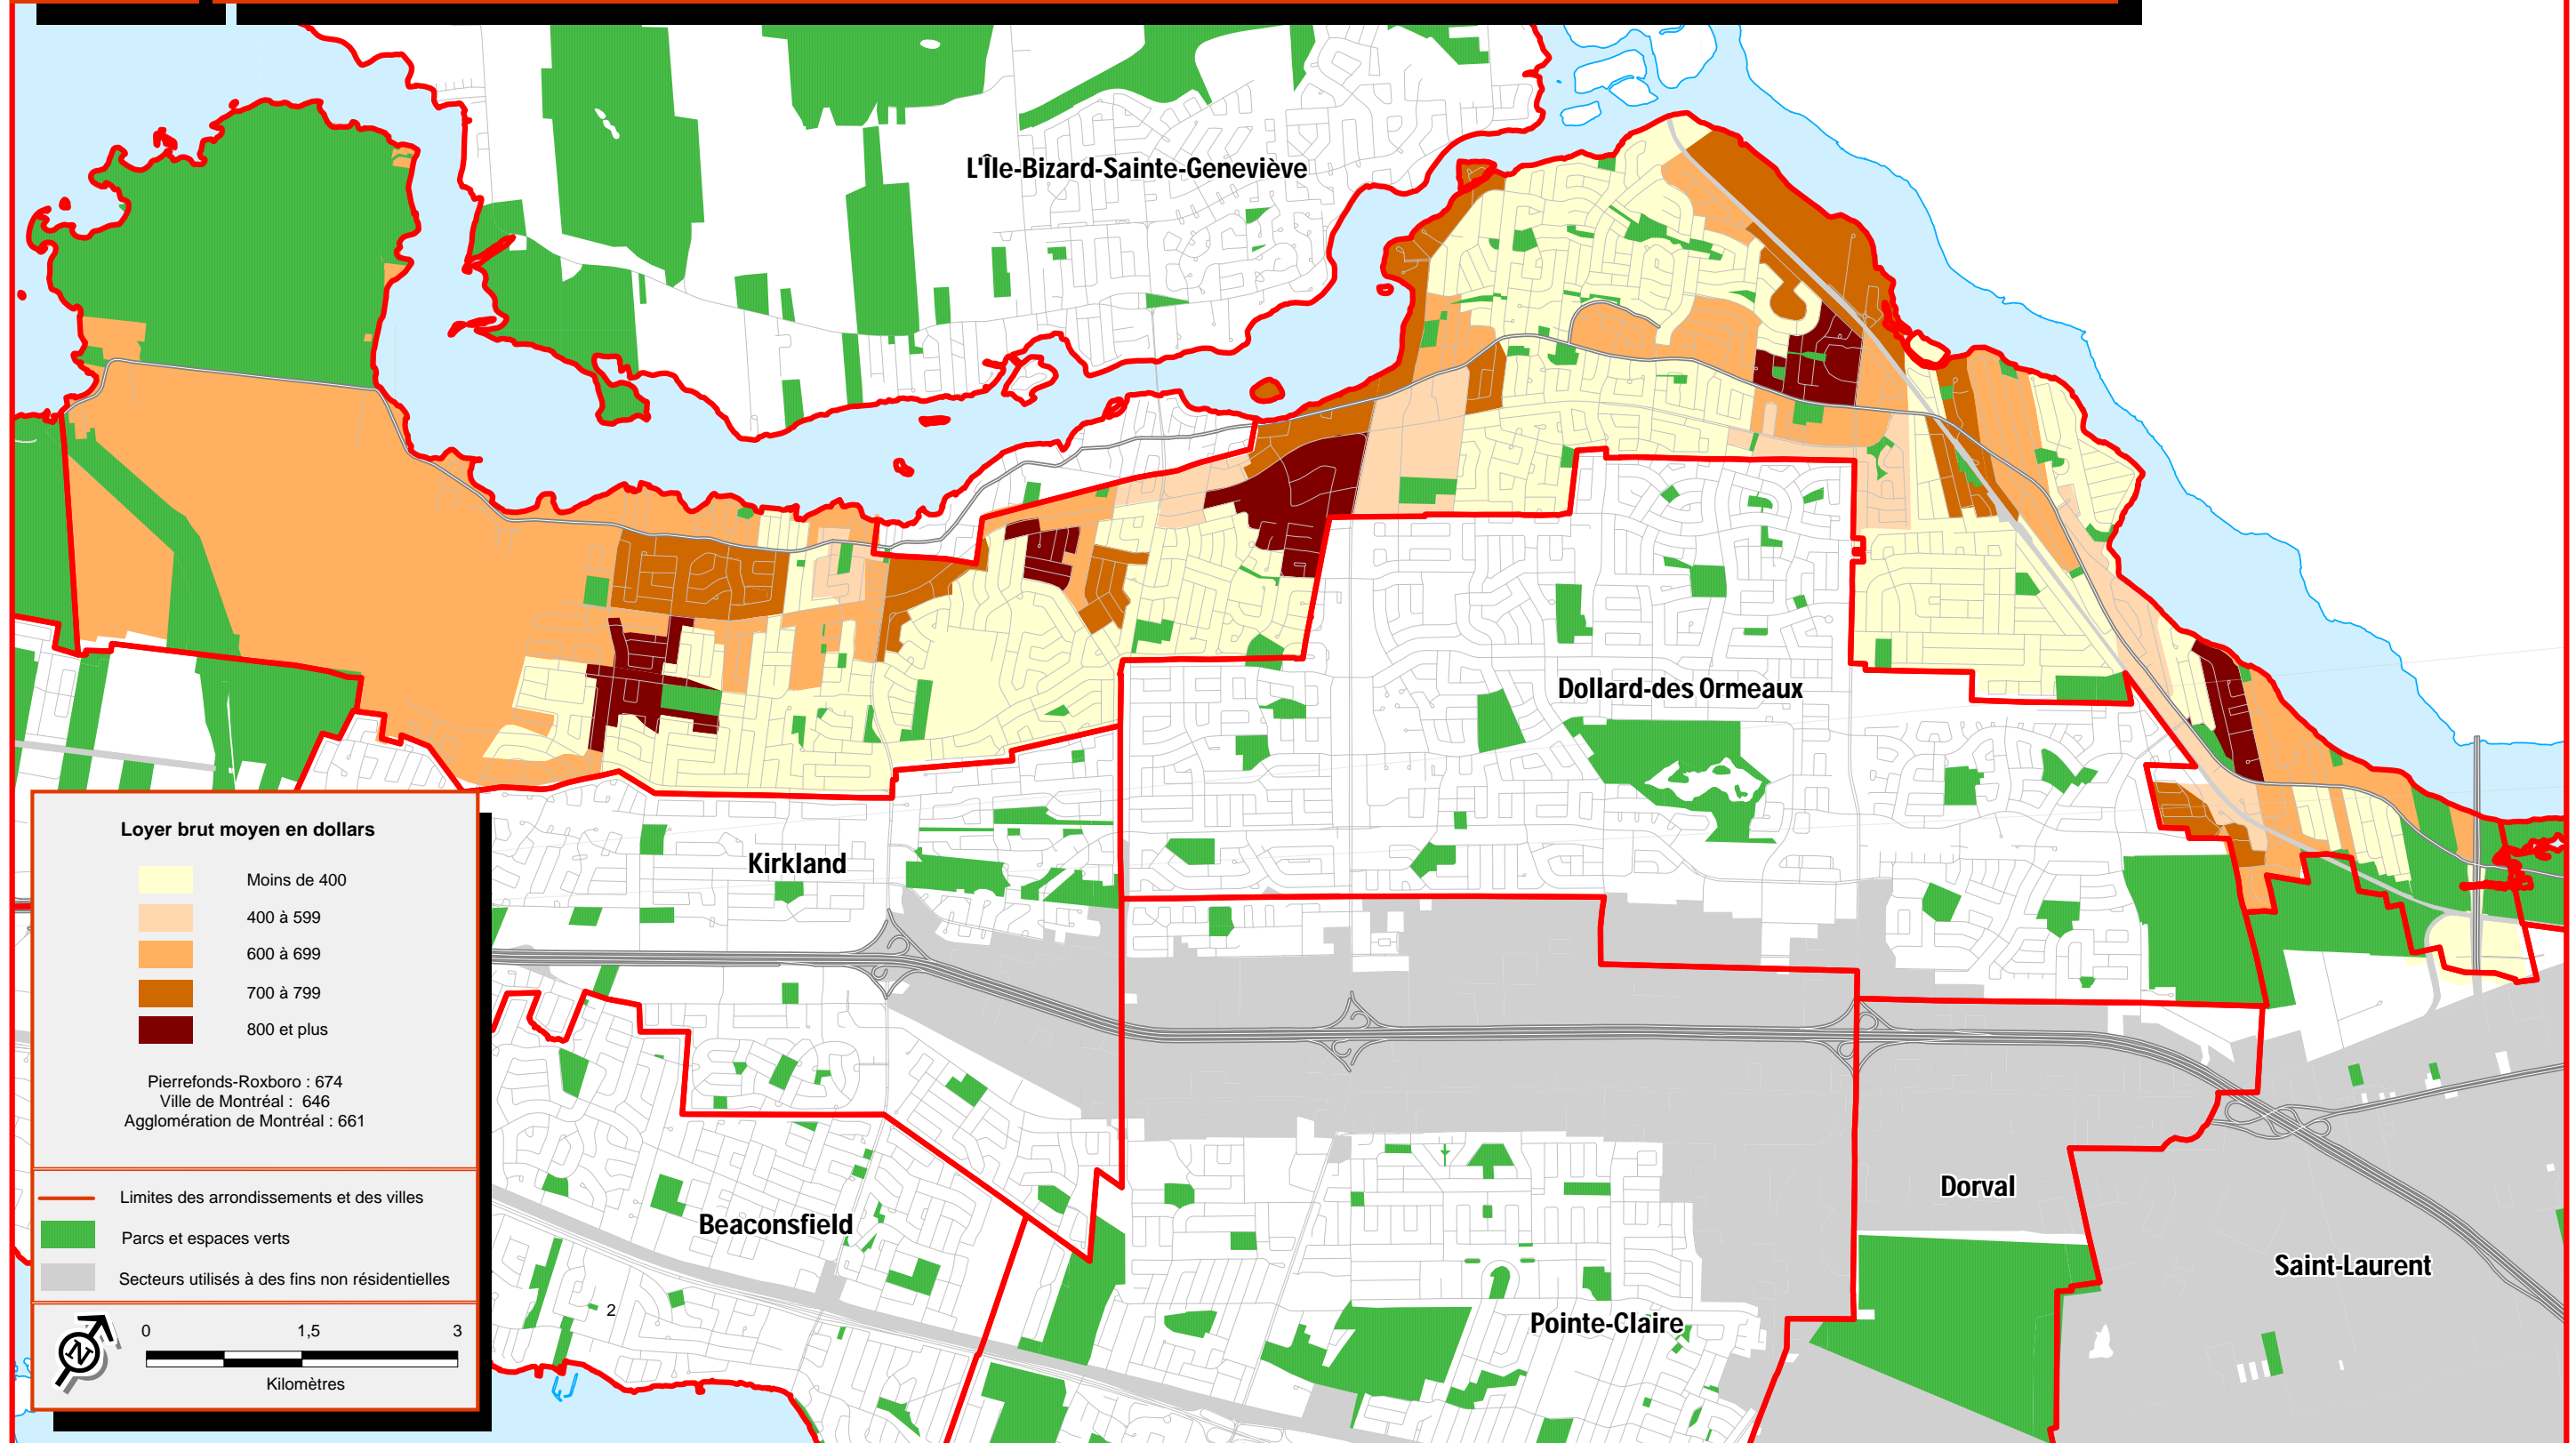 L'Île-Bizard-Sainte-Geneviève
Dollard-des Ormeaux
Kirkland
Beaconsfield
Dorval
Saint-Laurent
Pointe-Claire
Loyer brut moyen en dollars
Moins de 400
400 à 599
600 à 699
700 à 799
800 et plus
Pierrefonds-Roxboro : 674
Ville de Montréal : 646
Agglomération de Montréal : 661
Limites des arrondissements et des villes
Parcs et espaces verts
Secteurs utilisés à des fins non résidentielles
N
0 1,5 3
Kilomètres
2